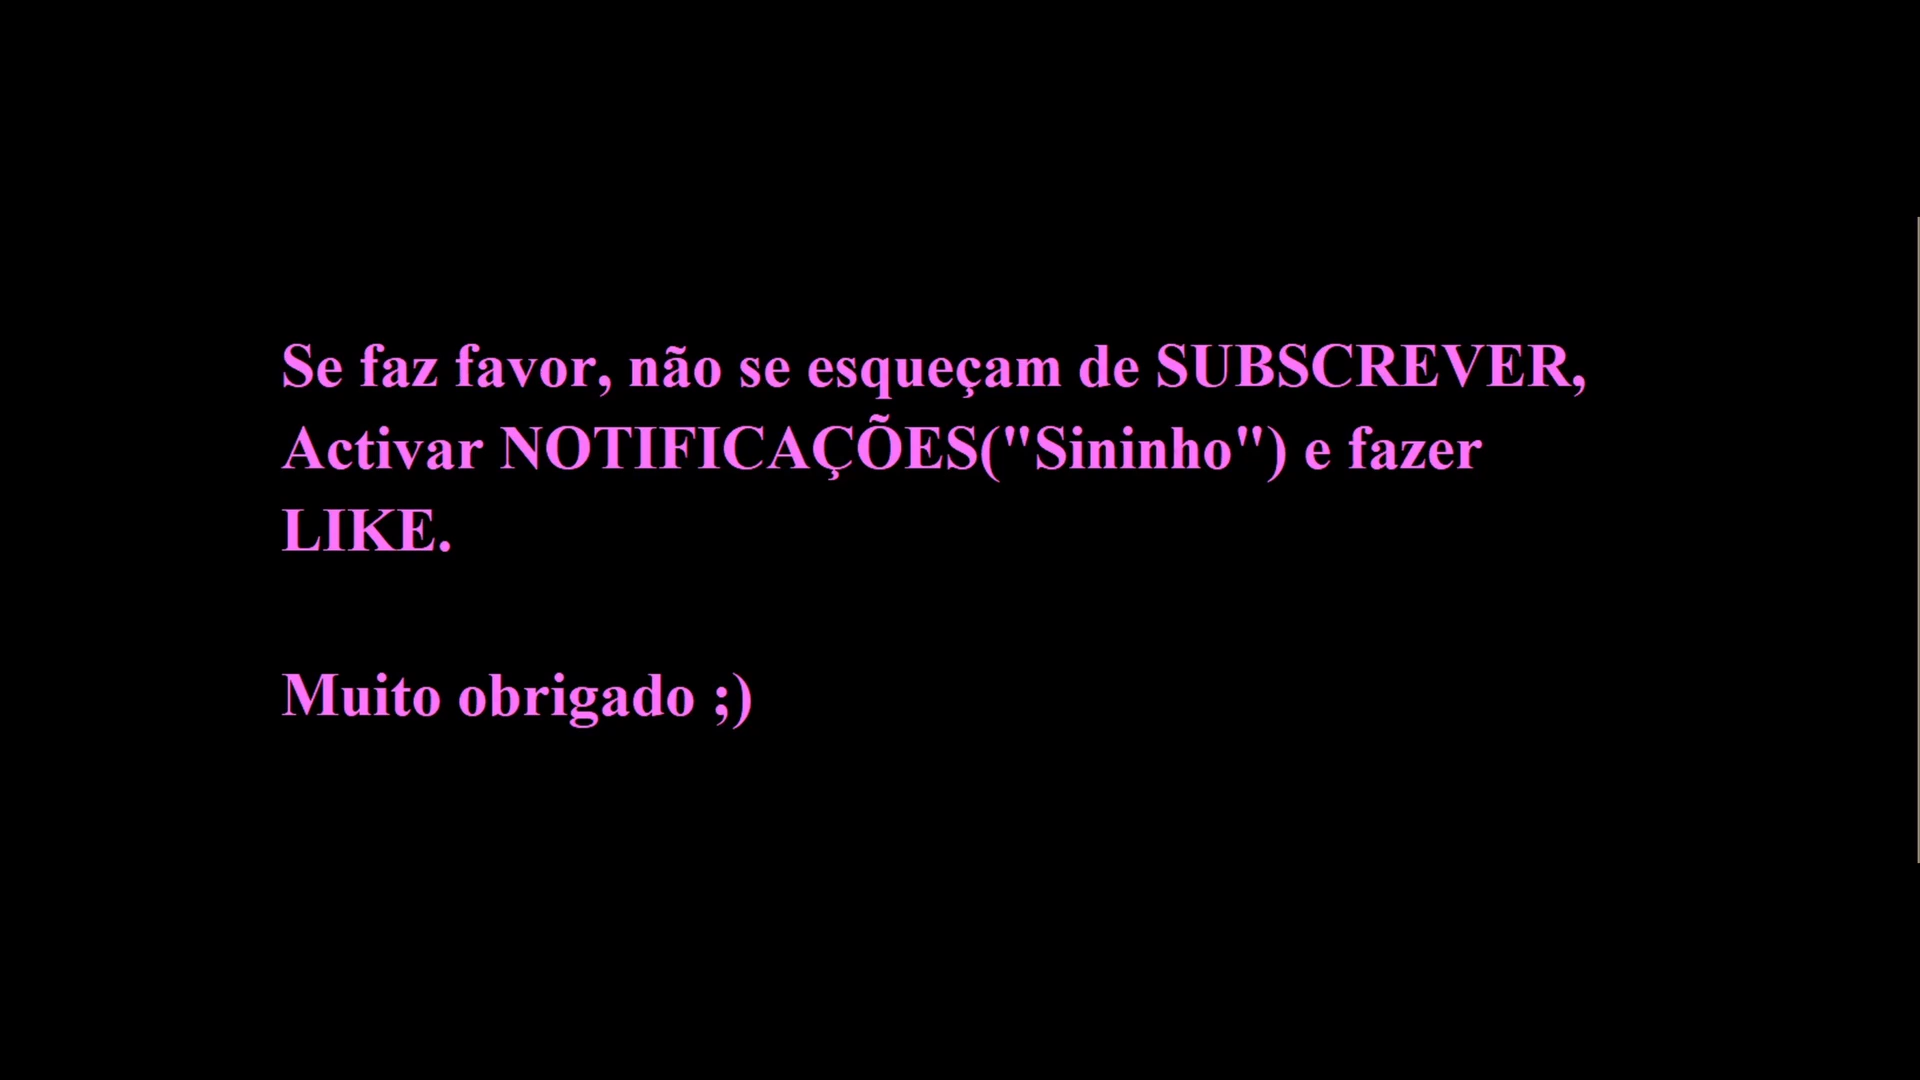 Se faz favor, não se esqueçam de SUBSCREVER,
Activar NOTIFICAÇÕES("Sininho") e fazer
LIKE.
Muito obrigado ;)